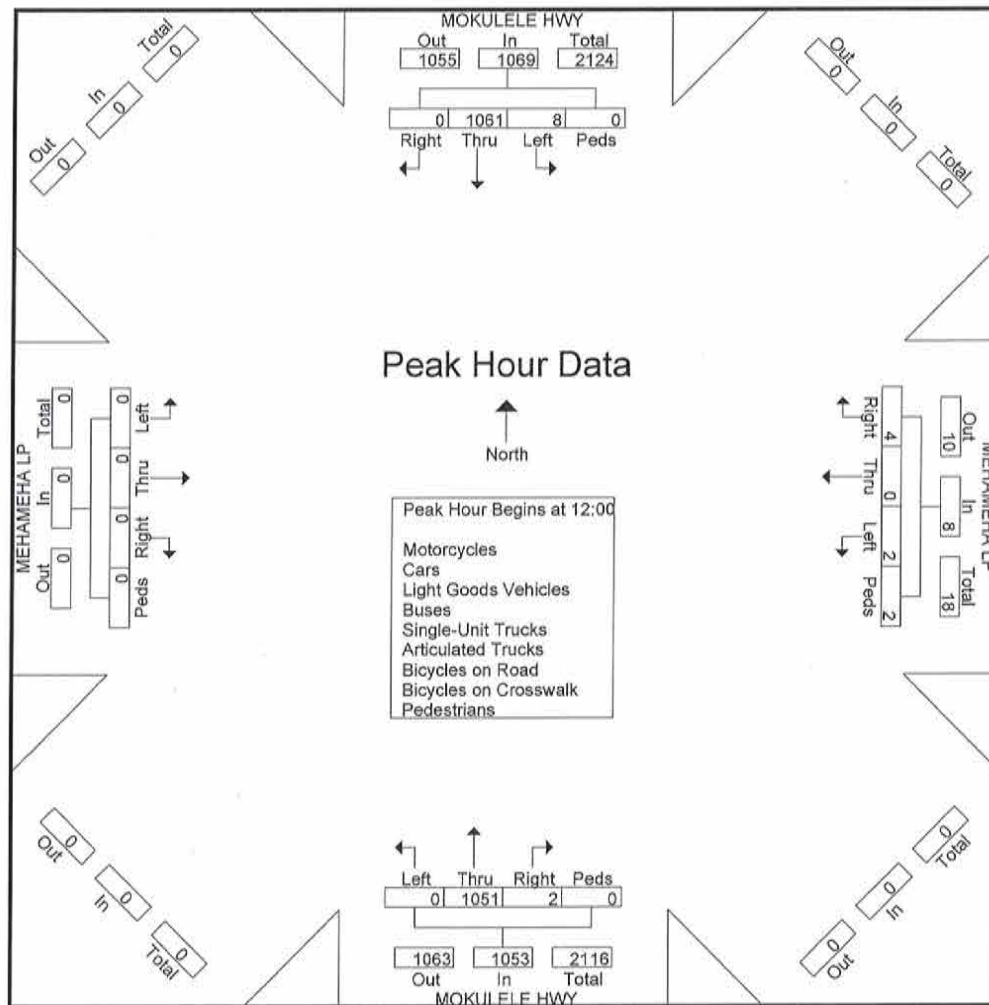 MOKULELE HWY
Out In Total
1055 1069 2124
0 1061 8 0
Right Thru Left Peds
Total
0
In
0
Out
0
Out
0
In
0
Total
0
Peak Hour Data
North
Peak Hour Begins at 12:00
Motorcycles
Cars
Light Goods Vehicles
Buses
Single-Unit Trucks
Articulated Trucks
Bicycles on Road
Bicycles on Crosswalk
Pedestrians
MEHAMEHA LP
Total In Out
0 0 0
0 0 0 0
Left Thru Right Peds
Right Thru Left Peds
4 0 2 2
Out In Total
10 8 18
MEHAMEHA LP
Out
0
In
0
Total
0
Total
0
In
0
Out
0
Left Thru Right Peds
0 1051 2 0
1063 1053 2116
Out In Total
MOKULELE HWY